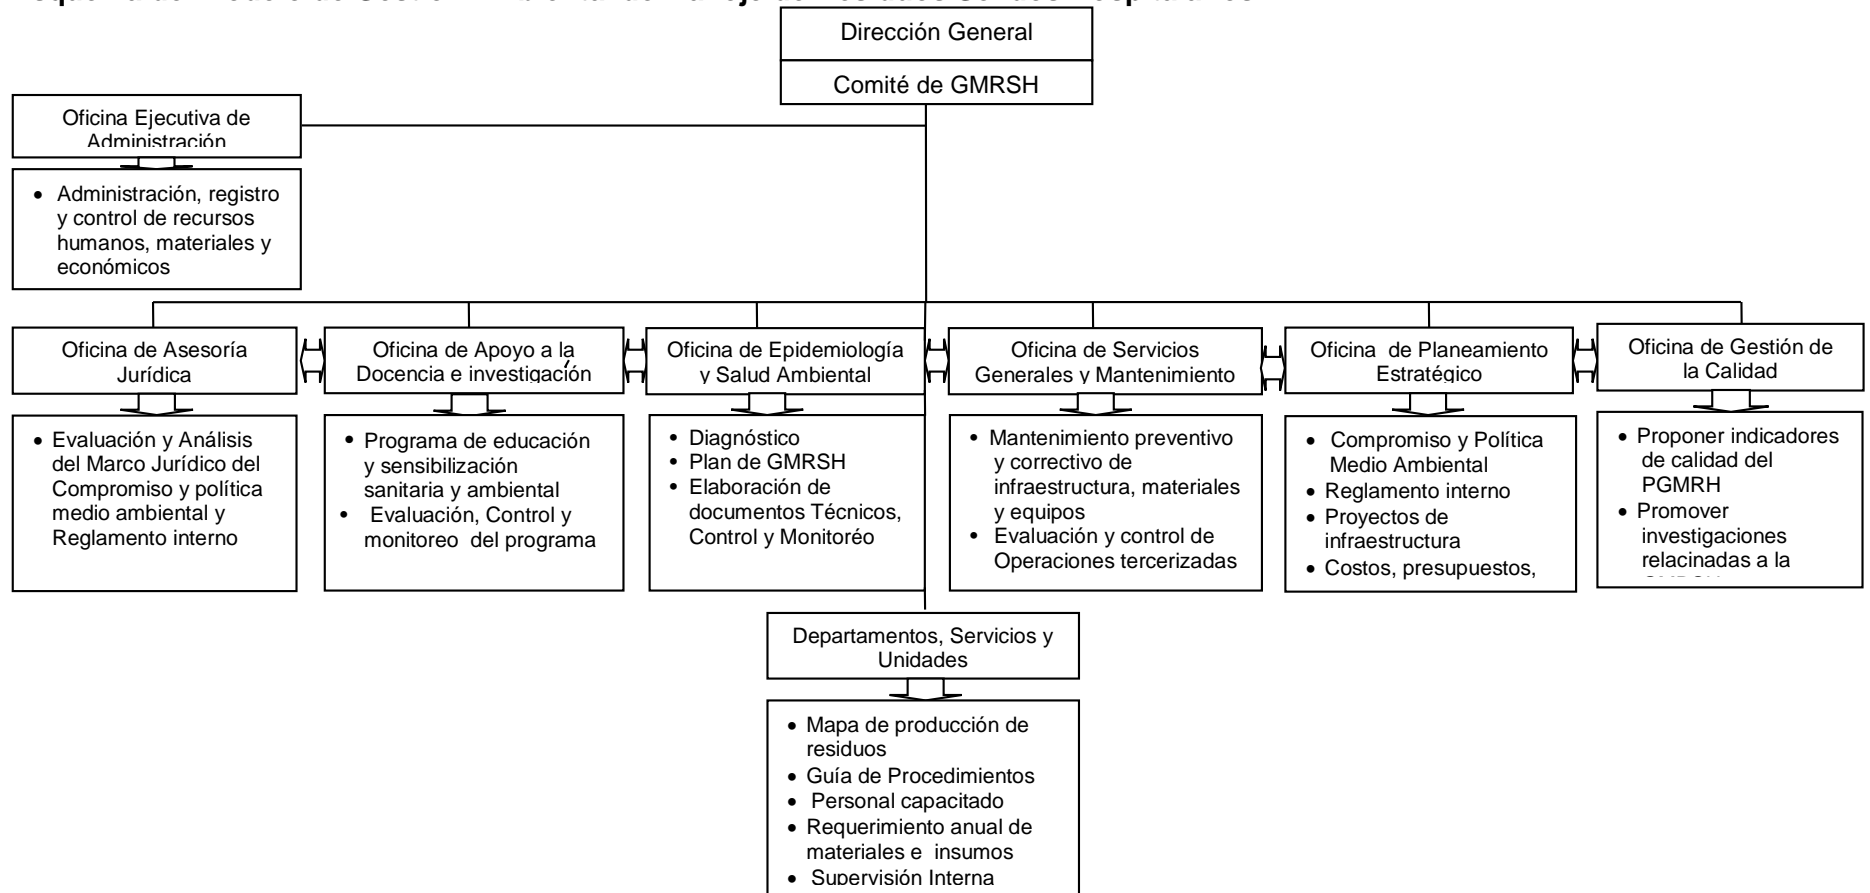 Dirección General
Comité de GMRSH
Oficina Ejecutiva de
Administración
• Administración, registro
y control de recursos
humanos, materiales y
económicos
Oficina de Asesoría
Jurídica
Oficina de Apoyo a la
Docencia e investigación
Oficina de Epidemiología
y Salud Ambiental
Oficina de Servicios
Generales y Mantenimiento
Oficina de Planeamiento
Estratégico
Oficina de Gestión de
la Calidad
• Evaluación y Análisis
del Marco Jurídico del
Compromiso y política
medio ambiental y
Reglamento interno
• Programa de educación
y sensibilización
sanitaria y ambiental
• Evaluación, Control y
monitoreo del programa
• Diagnóstico
• Plan de GMRSH
• Elaboración de
documentos Técnicos,
Control y Monitoréo
• Mantenimiento preventivo
y correctivo de
infraestructura, materiales
y equipos
• Evaluación y control de
Operaciones tercerizadas
• Compromiso y Política
Medio Ambiental
• Reglamento interno
• Proyectos de
infraestructura
• Costos, presupuestos,
• Proponer indicadores
de calidad del
PGMRH
• Promover
investigaciones
relacinadas a la
Departamentos, Servicios y
Unidades
• Mapa de producción de
residuos
• Guía de Procedimientos
• Personal capacitado
• Requerimiento anual de
materiales e insumos
• Supervisión Interna